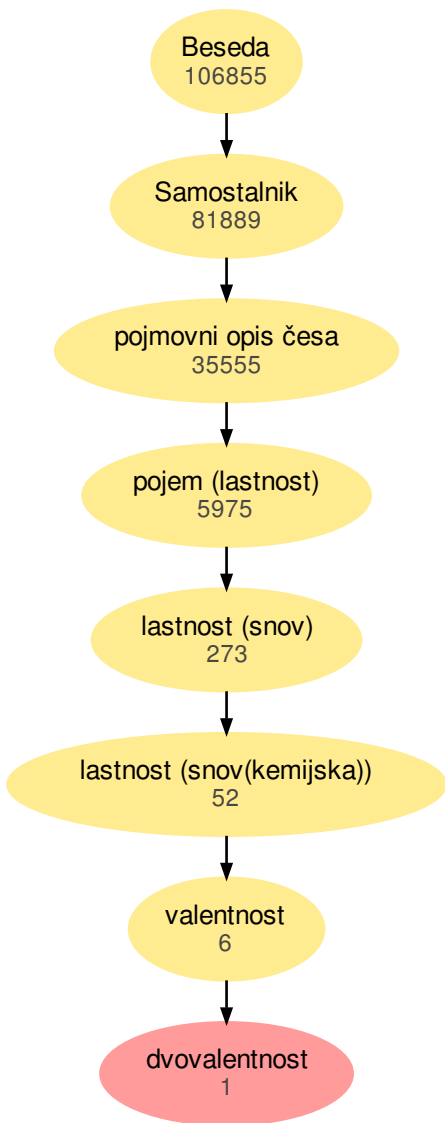 Beseda
106855
Samostalnik
81889
pojmovni opis česa
35555
pojem (lastnost)
5975
lastnost (snov)
273
lastnost (snov(kemijska))
52
valentnost
6
dvovalentnost
1